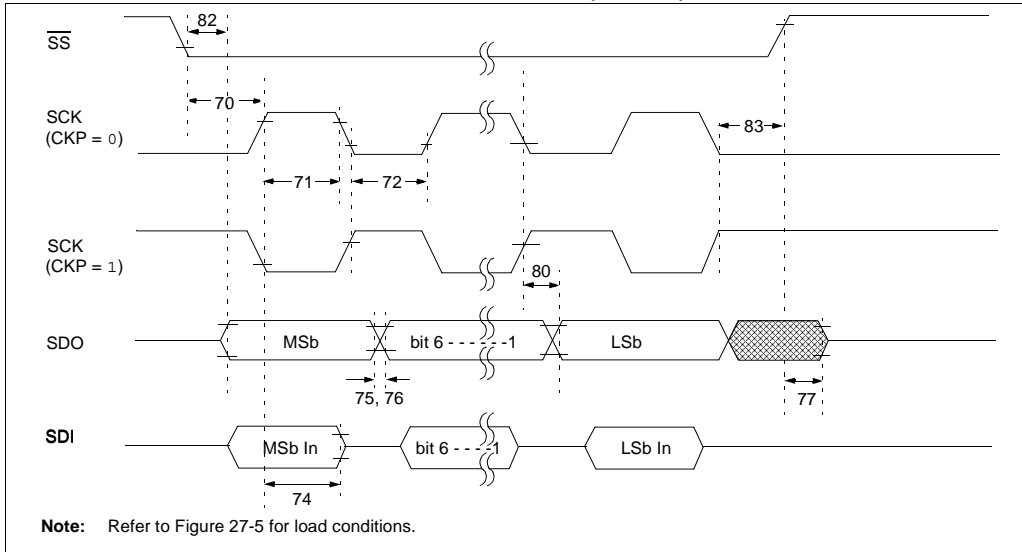 82
SS
70
SCK
(CKP = 0)
83
71
72
SCK
(CKP = 1)
80
SDO
MSb
bit 6 - - - - - -1
LSb
75, 76
77
SDI
MSb In
bit 6 - - - -1
LSb In
74
Note: Refer to Figure 27-5 for load conditions.